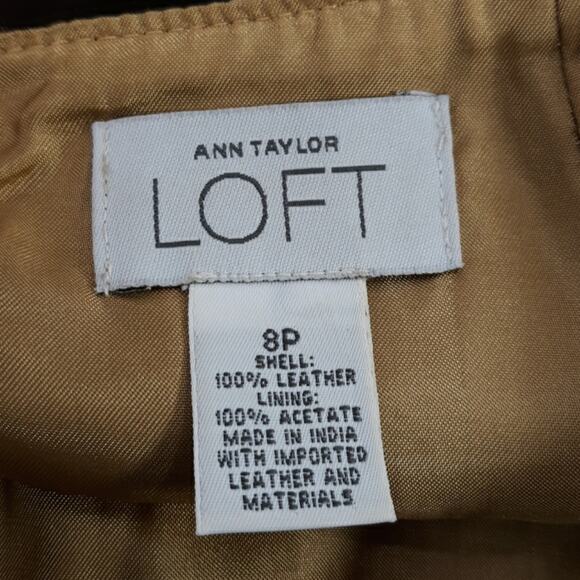 ANN TAYLOR
LOFT
8P
SHELL:
100% LEATHER
LINING:
100% ACETATE
MADE IN INDIA
WITH IMPORTED
LEATHER AND
MATERIALS